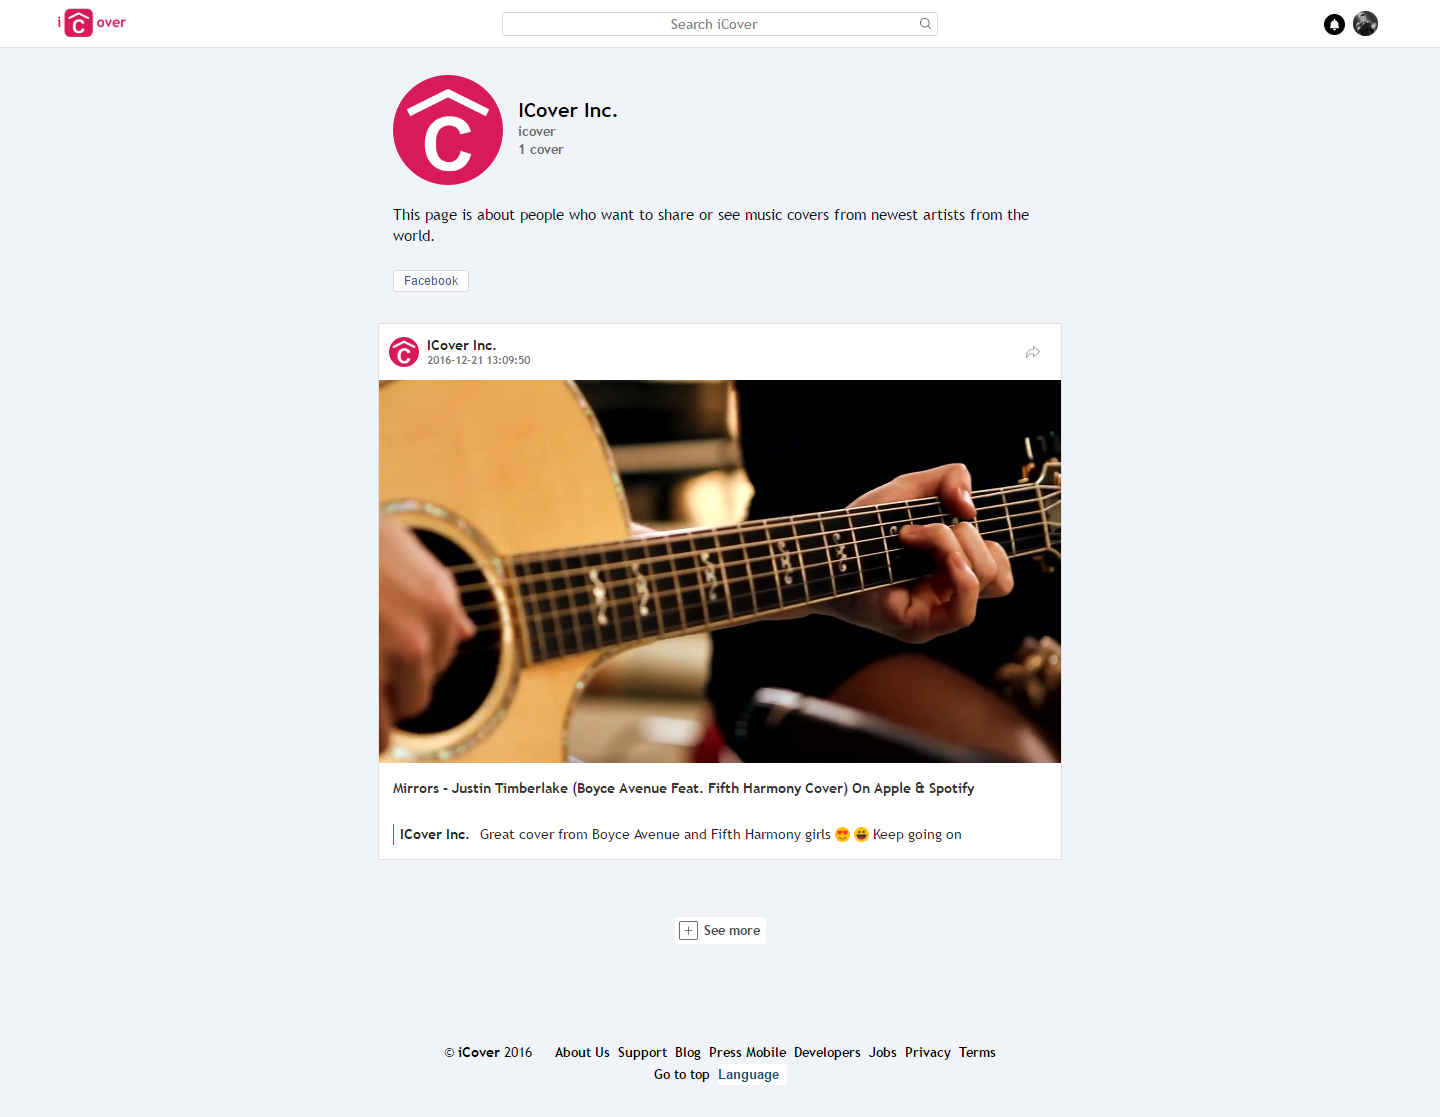 i C over
Search iCover
C
ICover Inc.
icover
1 cover
This page is about people who want to share or see music covers from newest artists from the
world.
Facebook
C
ICover Inc.
2016-12-21 13:09:50
Mirrors - Justin Timberlake (Boyce Avenue Feat. Fifth Harmony Cover) On Apple & Spotify
ICover Inc. Great cover from Boyce Avenue and Fifth Harmony girls 😍 😀 Keep going on
See more
© iCover 2016 About Us Support Blog Press Mobile Developers Jobs Privacy Terms
Go to top Language